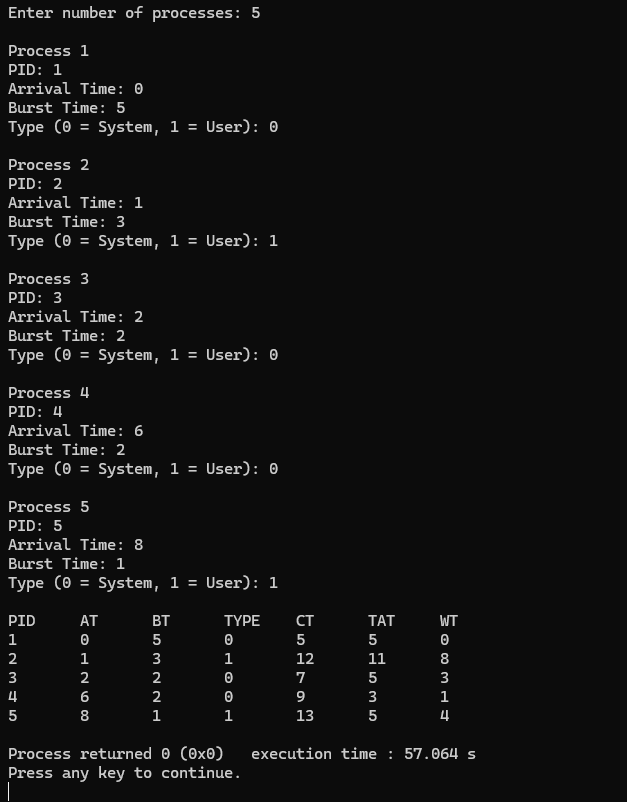 Enter number of processes: 5
Process 1
PID: 1
Arrival Time: 0
Burst Time: 5
Type (0 = System, 1 = User): 0
Process 2
PID: 2
Arrival Time: 1
Burst Time: 3
Type (0 = System, 1 = User): 1
Process 3
PID: 3
Arrival Time: 2
Burst Time: 2
Type (0 = System, 1 = User): 0
Process 4
PID: 4
Arrival Time: 6
Burst Time: 2
Type (0 = System, 1 = User): 0
Process 5
PID: 5
Arrival Time: 8
Burst Time: 1
Type (0 = System, 1 = User): 1
PID AT BT TYPE CT TAT WT
1 0 5 0 5 5 0
2 1 3 1 12 11 8
3 2 2 0 7 5 3
4 6 2 0 9 3 1
5 8 1 1 13 5 4
Process returned 0 (0x0) execution time : 57.064 s
Press any key to continue.